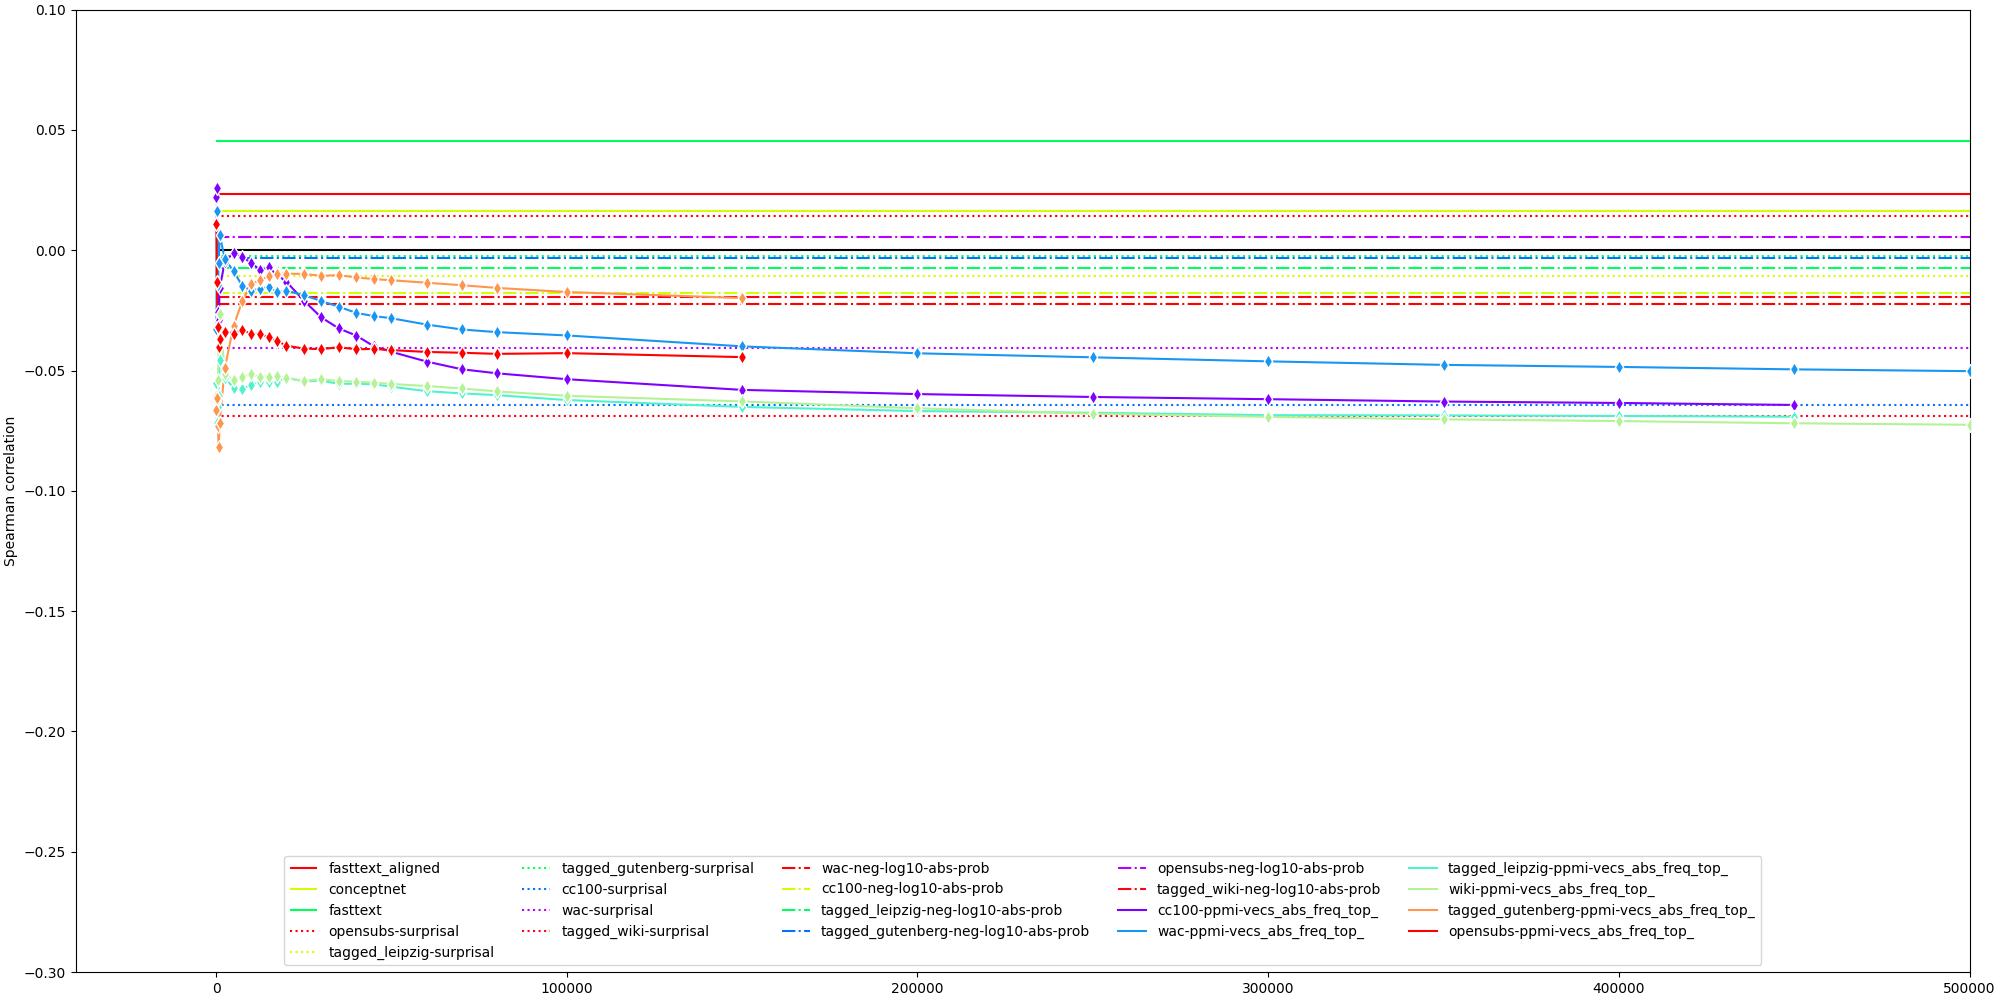 0.10
0.05
0.00
−0.05
−0.10
−0.15
−0.20
−0.25
−0.30
Spearman correlation
fasttext_aligned
conceptnet
fasttext
opensubs-surprisal
tagged_leipzig-surprisal
tagged_gutenberg-surprisal
cc100-surprisal
wac-surprisal
tagged_wiki-surprisal
wac-neg-log10-abs-prob
cc100-neg-log10-abs-prob
tagged_leipzig-neg-log10-abs-prob
tagged_gutenberg-neg-log10-abs-prob
opensubs-neg-log10-abs-prob
tagged_wiki-neg-log10-abs-prob
cc100-ppmi-vecs_abs_freq_top_
wac-ppmi-vecs_abs_freq_top_
tagged_leipzig-ppmi-vecs_abs_freq_top_
wiki-ppmi-vecs_abs_freq_top_
tagged_gutenberg-ppmi-vecs_abs_freq_top_
opensubs-ppmi-vecs_abs_freq_top_
0 100000 200000 300000 400000 500000